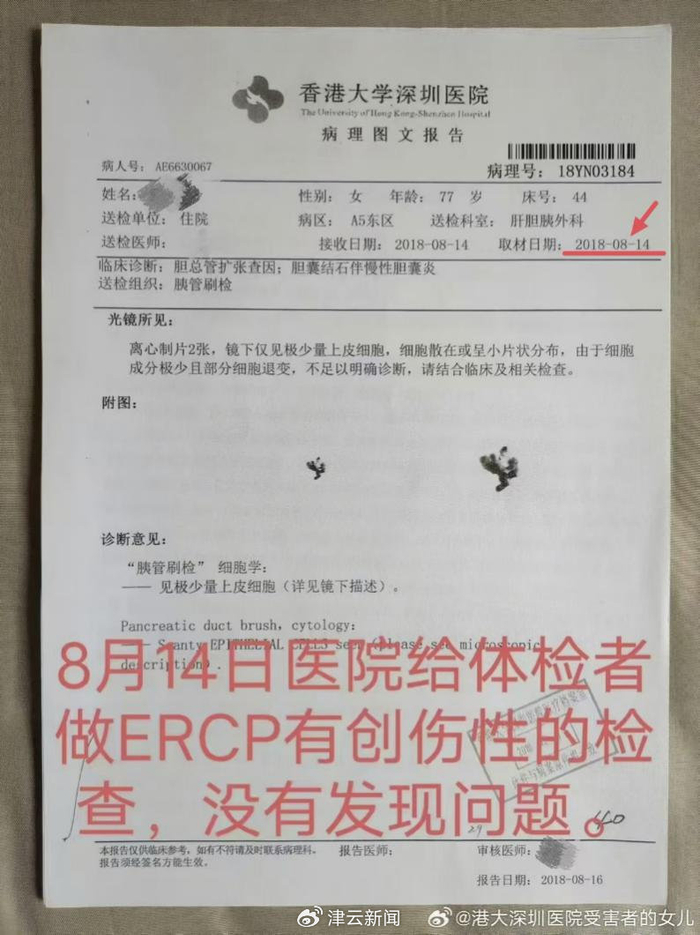 香港大学深圳医院
The University of Hong Kong-Shenzhen Hospital
病理图文报告
病人号: AE6630067
病理号: 18YN03184
姓名: 性别: 女 年龄: 77 岁 床号: 44
送检单位: 住院 病区: A5东区 送检科室: 肝胆胰外科
送检医师: 接收日期: 2018-08-14 取材日期: 2018-08-14
临床诊断: 胆总管扩张查因; 胆囊结石伴慢性胆囊炎
送检组织: 胰管刷检
光镜所见:
离心制片2张, 镜下仅见极少量上皮细胞, 细胞散在或呈小片状分布, 由于细胞
成分极少且部分细胞退变, 不足以明确诊断, 请结合临床及相关检查。
附图:
诊断意见:
“胰管刷检” 细胞学:
—— 见极少量上皮细胞 (详见镜下描述) 。
Pancreatic duct brush, cytology:
Scanty EPITHELIAL CELLS seen (please see microscopic
description) .
8月14日医院给体检者
做ERCP有创伤性的检
查，没有发现问题。
本报告仅供临床参考, 如有不符请及时联系病理科. 报告医师: 审核医师:
报告须经签名方能生效。
报告日期: 2018-08-16
津云新闻 @港大深圳医院受害者的女儿